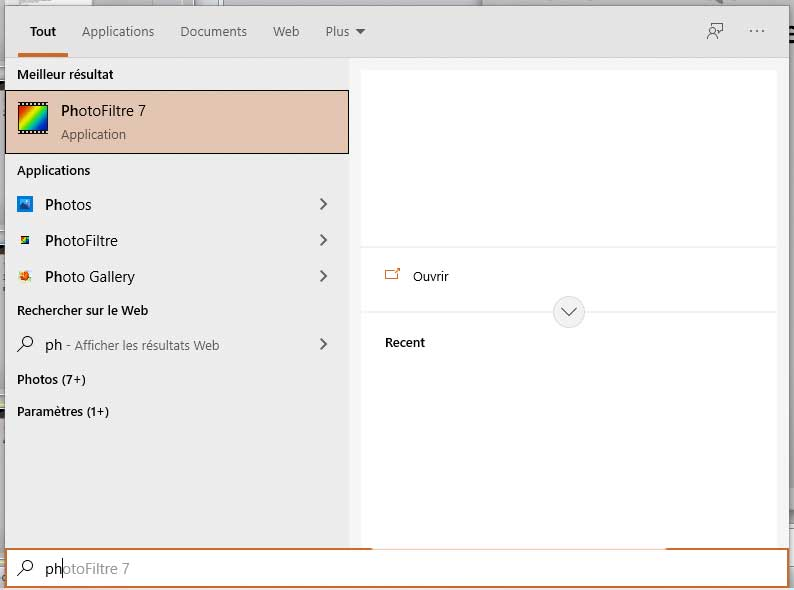 Tout Applications Documents Web Plus
Meilleur résultat
PhotoFiltre 7
Application
Applications
Photos
PhotoFiltre
Photo Gallery
Rechercher sur le Web
ph - Afficher les résultats Web
Photos (7+)
Paramètres (1+)
Ouvrir
Recent
photoFiltre 7